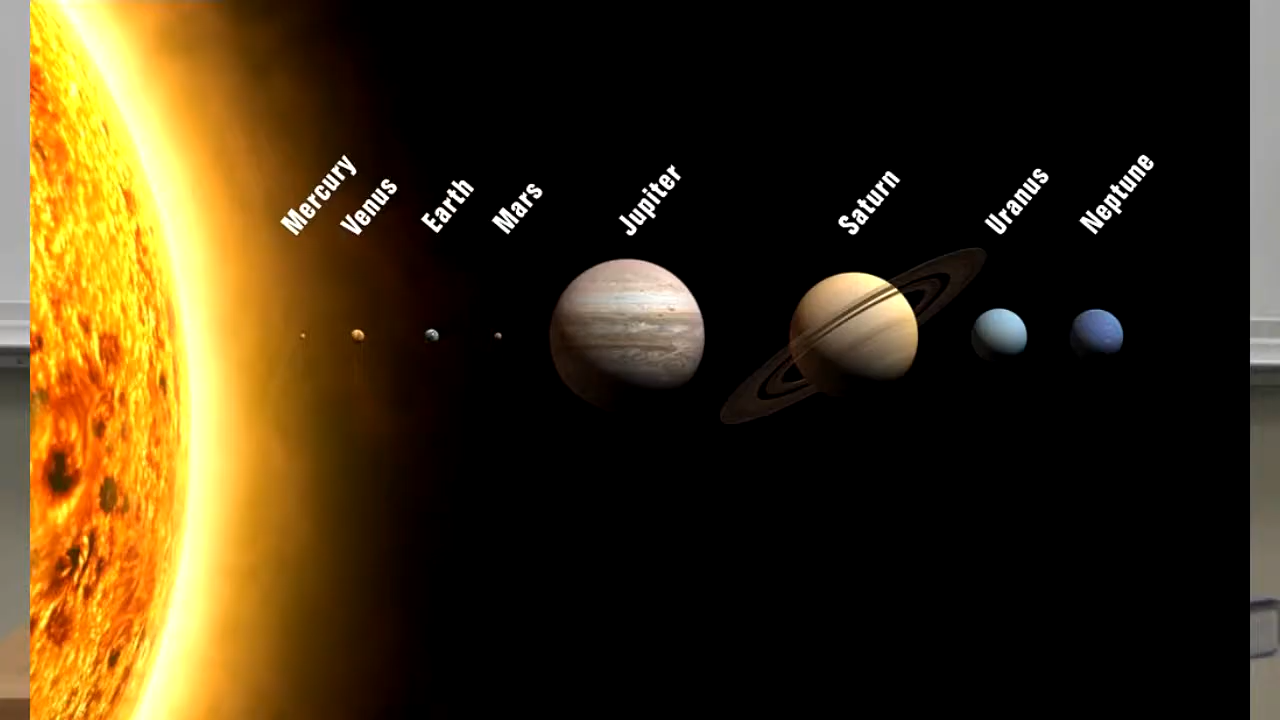 Mercury
Venus
Earth
Mars
Jupiter
Saturn
Uranus
Neptune